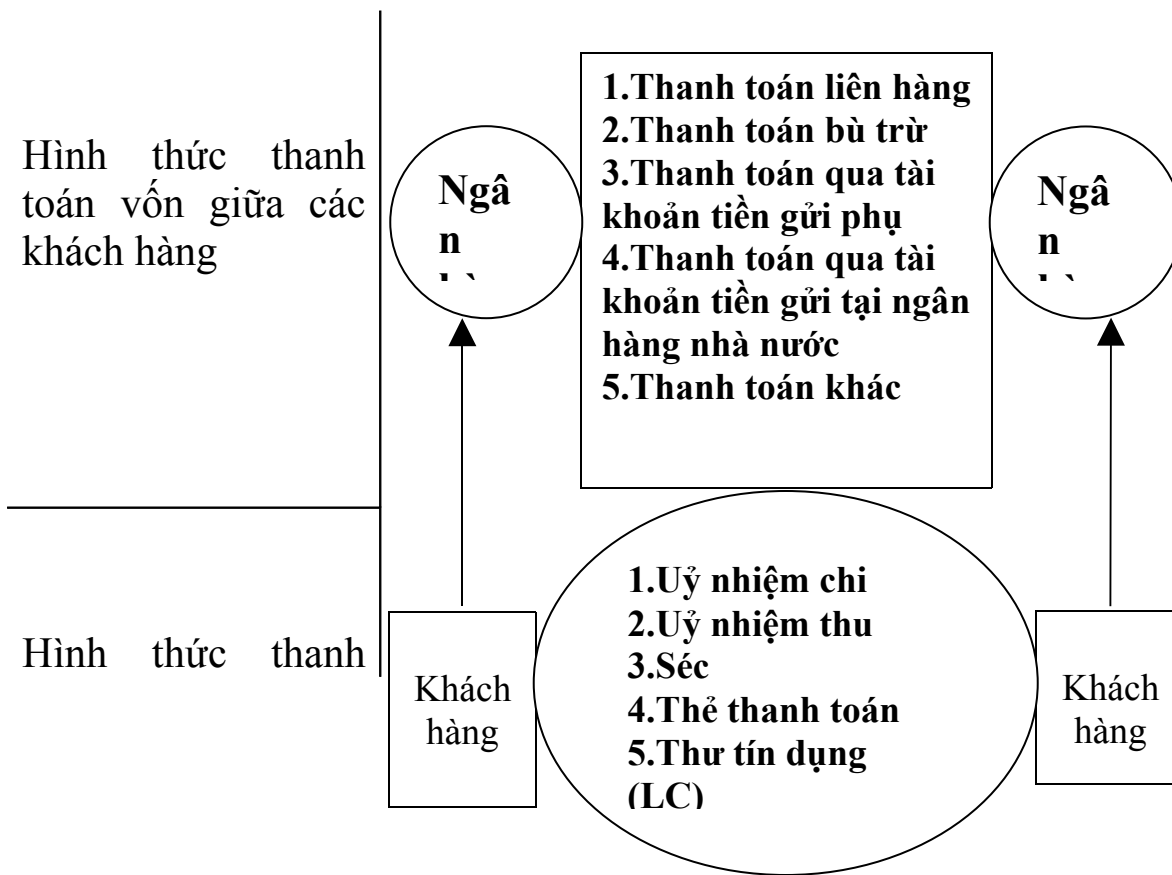 Hình thức thanh
toán vốn giữa các
khách hàng
Ngâ
n
1.Thanh toán liên hàng
2.Thanh toán bù trừ
3.Thanh toán qua tài
khoản tiền gửi phụ
4.Thanh toán qua tài
khoản tiền gửi tại ngân
hàng nhà nước
5.Thanh toán khác
Ngâ
n
Hình thức thanh
Khách
hàng
1.Uỷ nhiệm chi
2.Uỷ nhiệm thu
3.Séc
4.Thẻ thanh toán
5.Thư tín dụng
(LC)
Khách
hàng